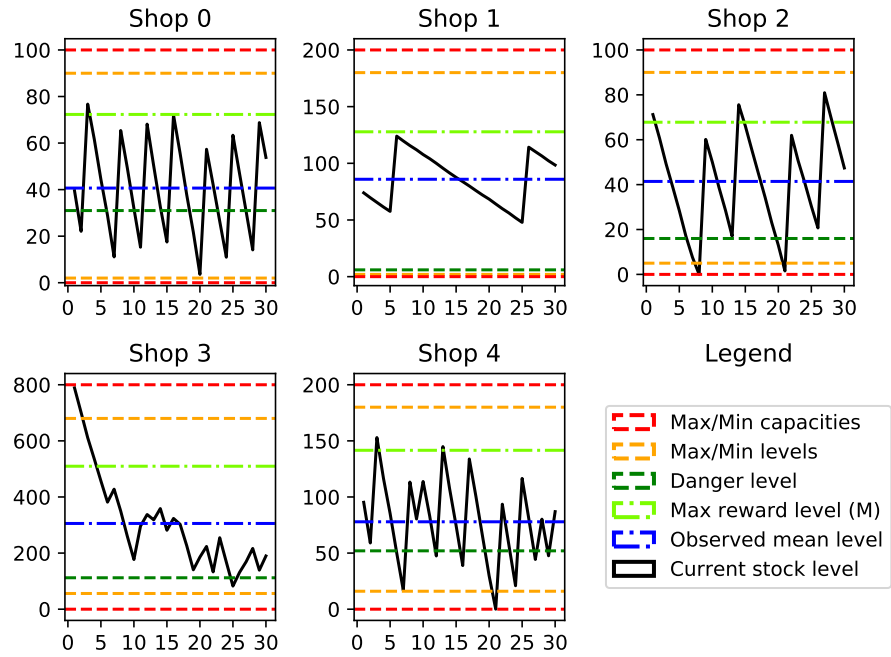 Shop 0
Shop 1
Shop 2
100
80
60
40
20
0
0 5 10 15 20 25 30
200
150
100
50
0
0 5 10 15 20 25 30
100
80
60
40
20
0
0 5 10 15 20 25 30
Shop 3
Shop 4
Legend
800
600
400
200
0
0 5 10 15 20 25 30
200
150
100
50
0
0 5 10 15 20 25 30
Max/Min capacities
Max/Min levels
Danger level
Max reward level (M)
Observed mean level
Current stock level